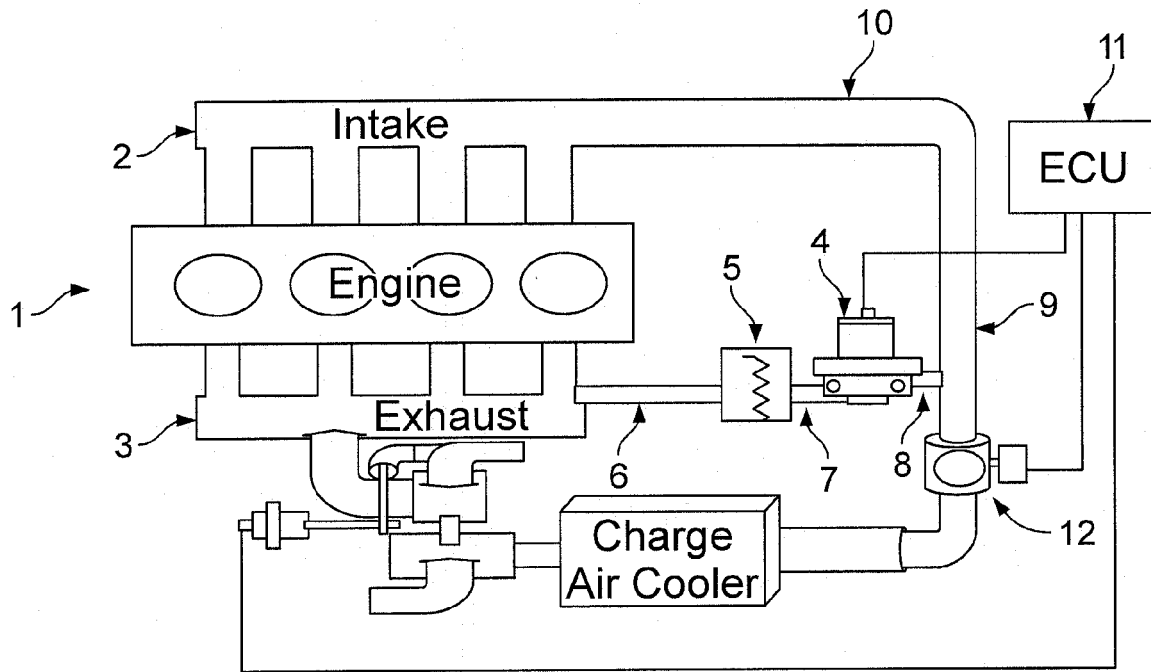 10
11
Intake
2
ECU
4
5
Engine
1
9
Exhaust
3
6
7
8
Charge
Air Cooler
12